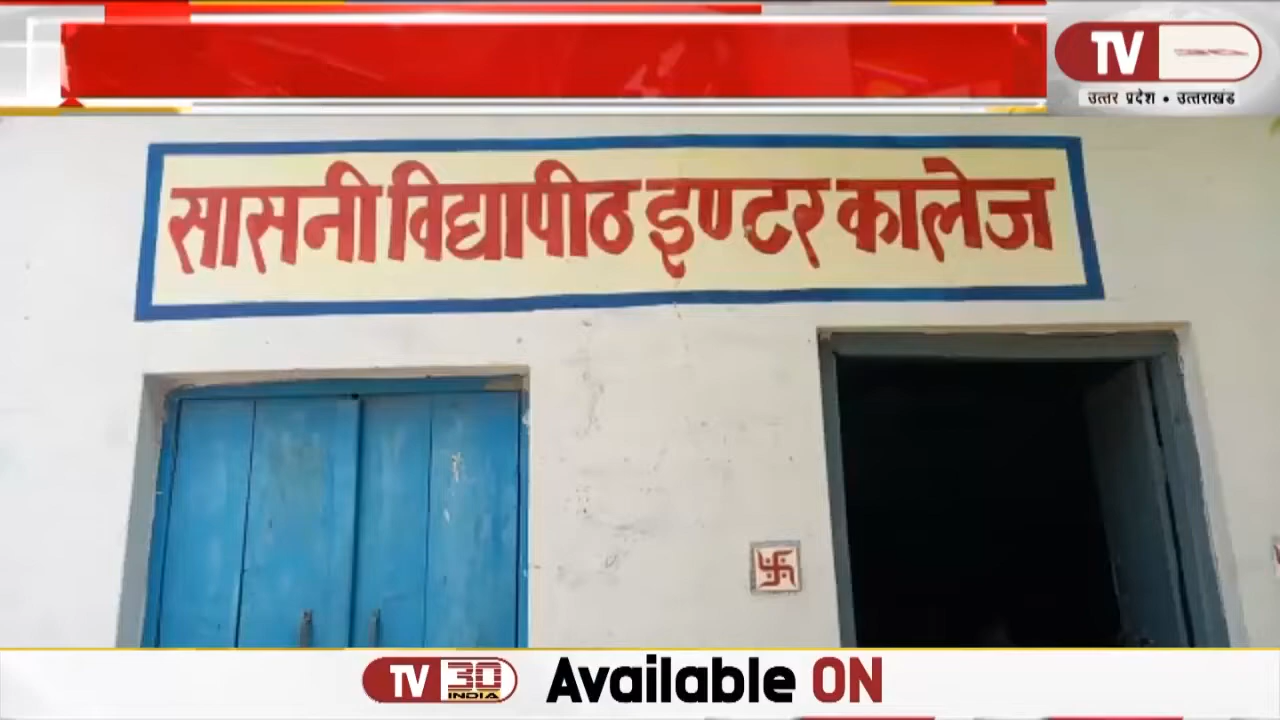 TV
उत्तर प्रदेश • उत्तराखंड
सासनी विद्यापीठ इण्टर कालेज
TV 30 INDIA Available ON